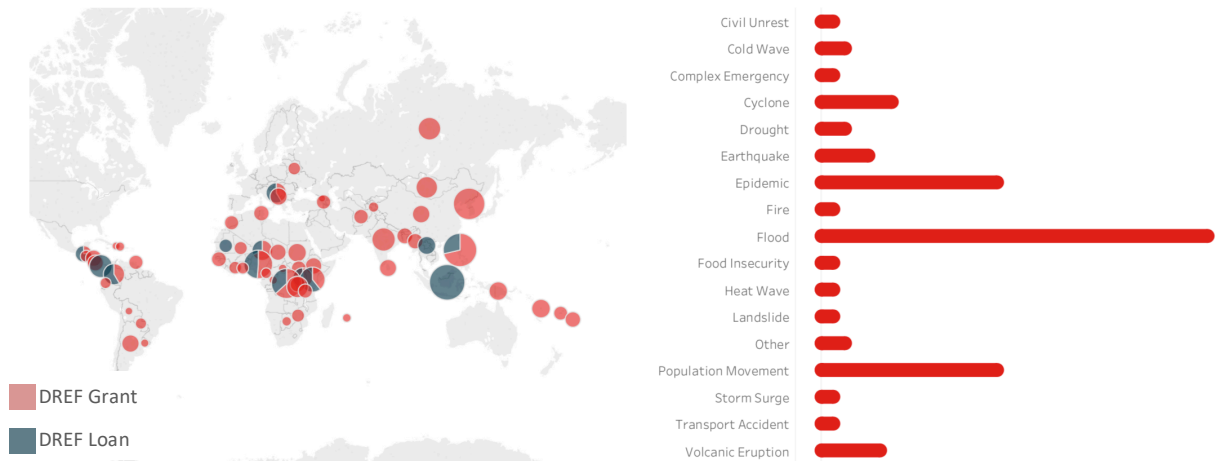 DREF Grant
DREF Loan
Civil Unrest
Cold Wave
Complex Emergency
Cyclone
Drought
Earthquake
Epidemic
Fire
Flood
Food Insecurity
Heat Wave
Landslide
Other
Population Movement
Storm Surge
Transport Accident
Volcanic Eruption